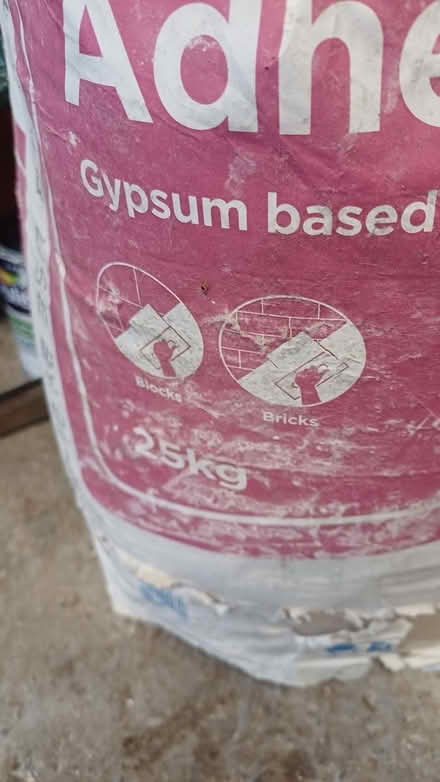 Adhe
Gypsum based
Blocks
Bricks
25kg